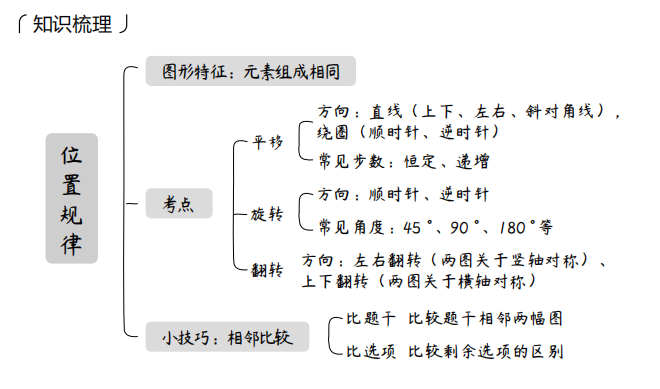 知识梳理
位置规律
图形特征：元素组成相同
考点
平移
方向：直线（上下、左右、斜对角线），
绕圈（顺时针、逆时针）
常见步数：恒定、递增
旋转
方向：顺时针、逆时针
常见角度：45°、90°、180°等
翻转
方向：左右翻转（两图关于竖轴对称）、
上下翻转（两图关于横轴对称）
小技巧：相邻比较
比题干 比较题干相邻两幅图
比选项 比较剩余选项的区别